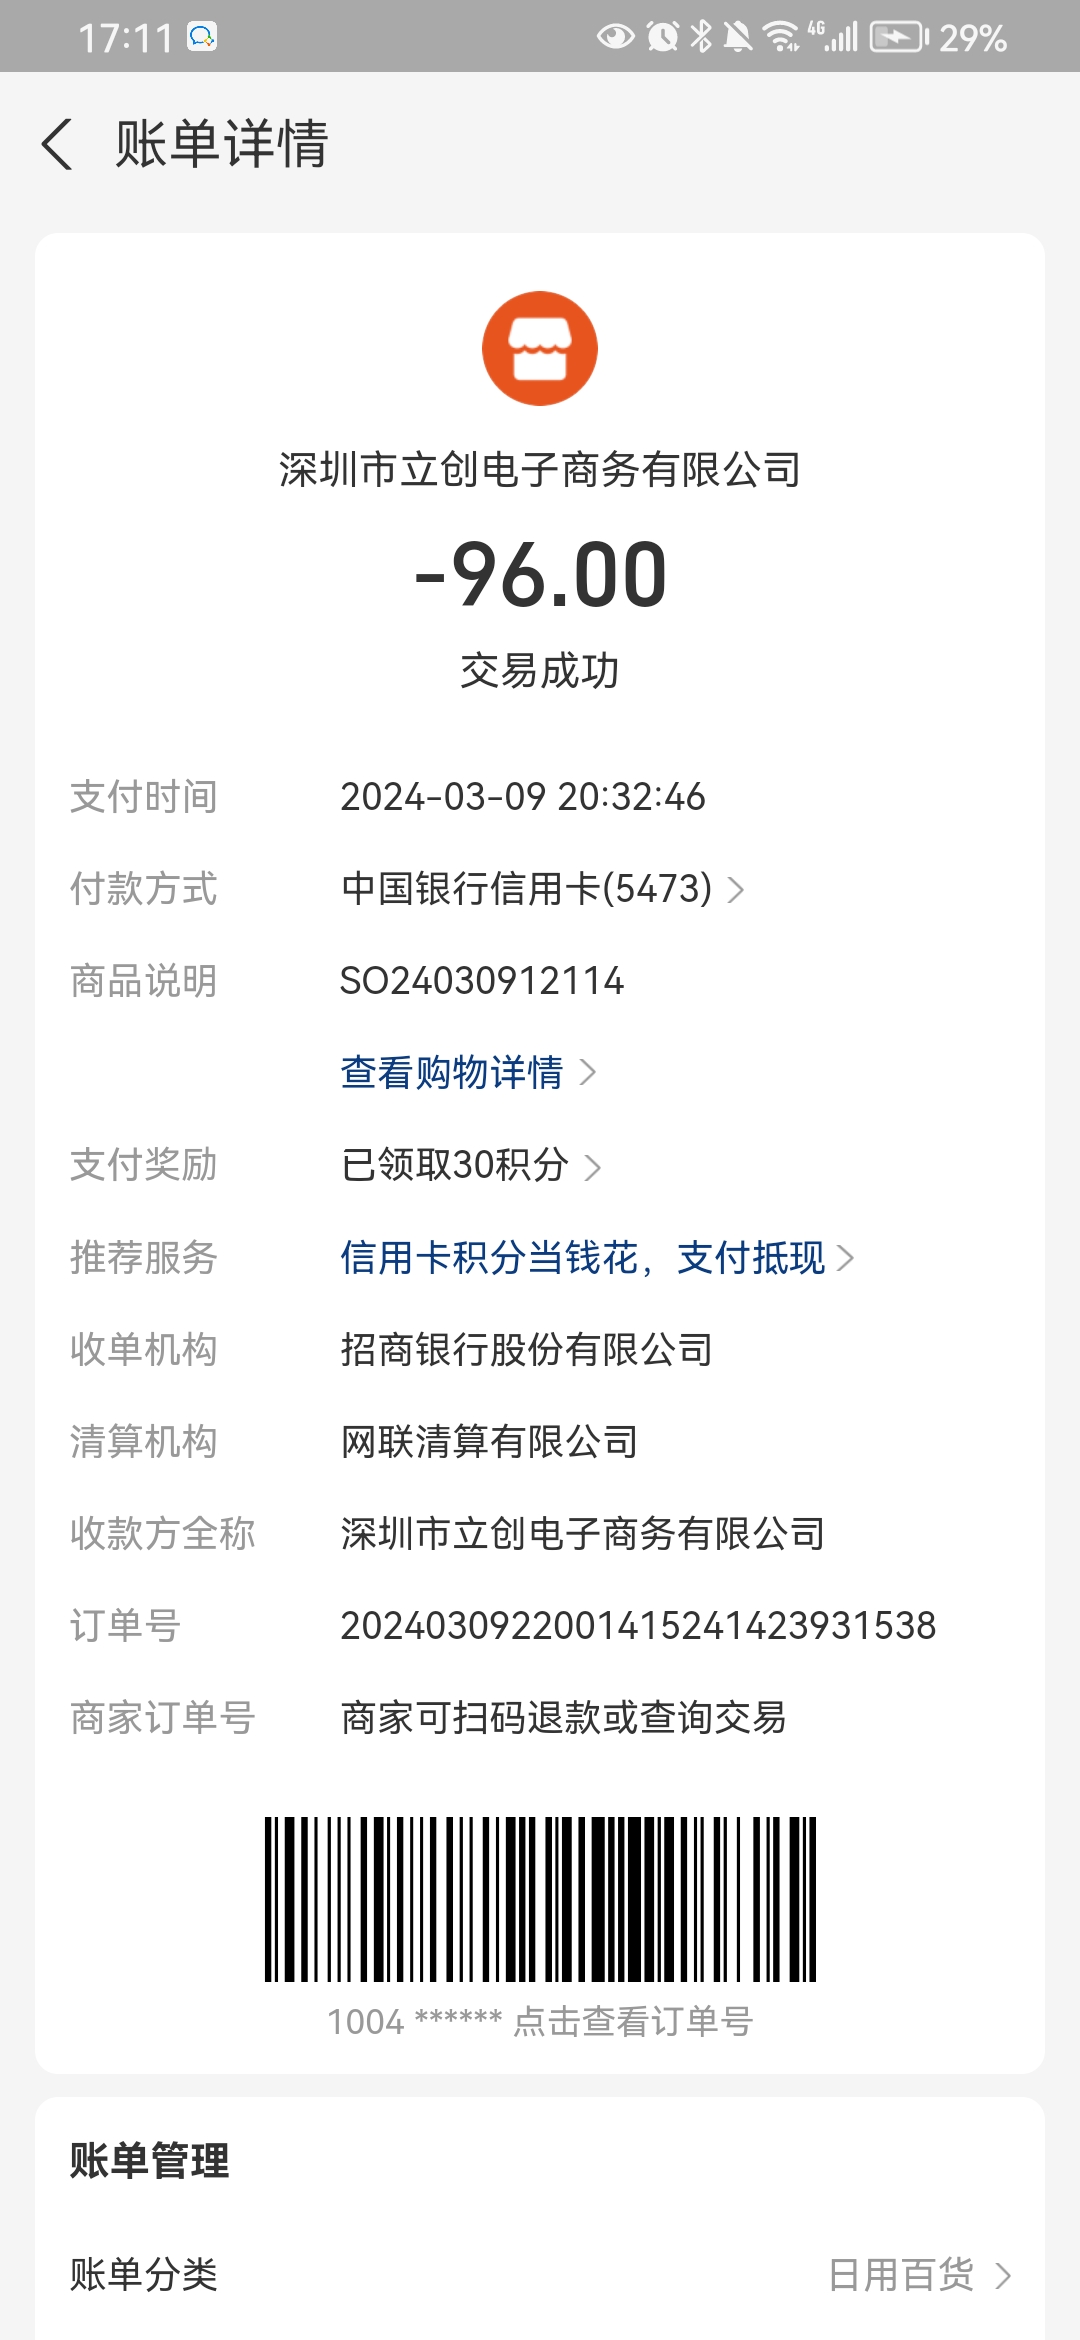 17:11 4G 29%
账单详情
深圳市立创电子商务有限公司
-96.00
交易成功
支付时间 2024-03-09 20:32:46
付款方式 中国银行信用卡(5473)
商品说明 SO24030912114
查看购物详情
支付奖励 已领取30积分
推荐服务 信用卡积分当钱花，支付抵现
收单机构 招商银行股份有限公司
清算机构 网联清算有限公司
收款方全称 深圳市立创电子商务有限公司
订单号 2024030922001415241423931538
商家订单号 商家可扫码退款或查询交易
1004 ****** 点击查看订单号
账单管理
账单分类 日用百货